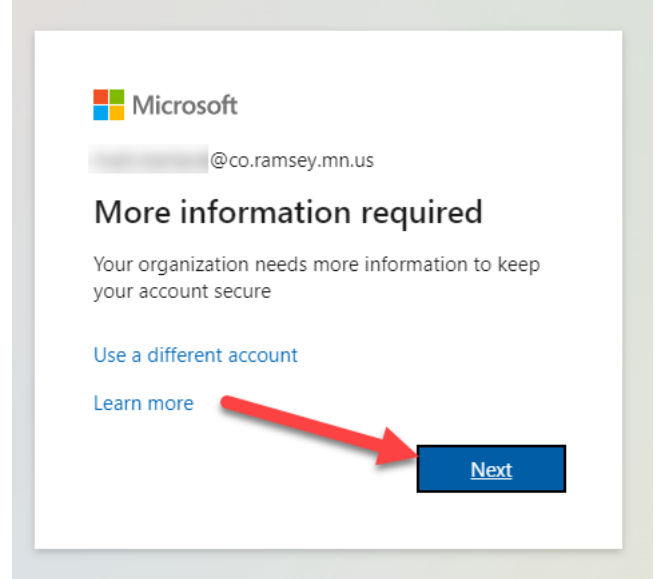 Microsoft
@co.ramsey.mn.us
More information required
Your organization needs more information to keep
your account secure
Use a different account
Learn more
Next